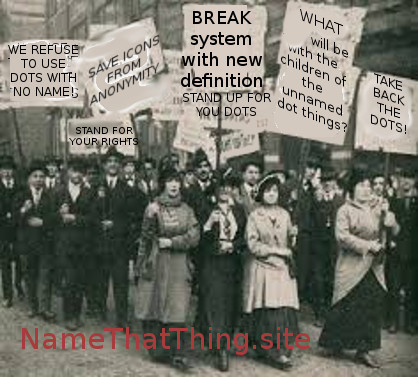 WE REFUSE
TO USE
DOTS WITH
NO NAME!
SAVE ICONS
FROM
ANONYMITY
STAND FOR
YOUR RIGHTS
BREAK
system
with new
definition
STAND UP FOR
YOU DOTS
WHAT
will be
with the
children of
the
unnamed
dot things?
TAKE
BACK
THE
DOTS!
NameThatThing.site